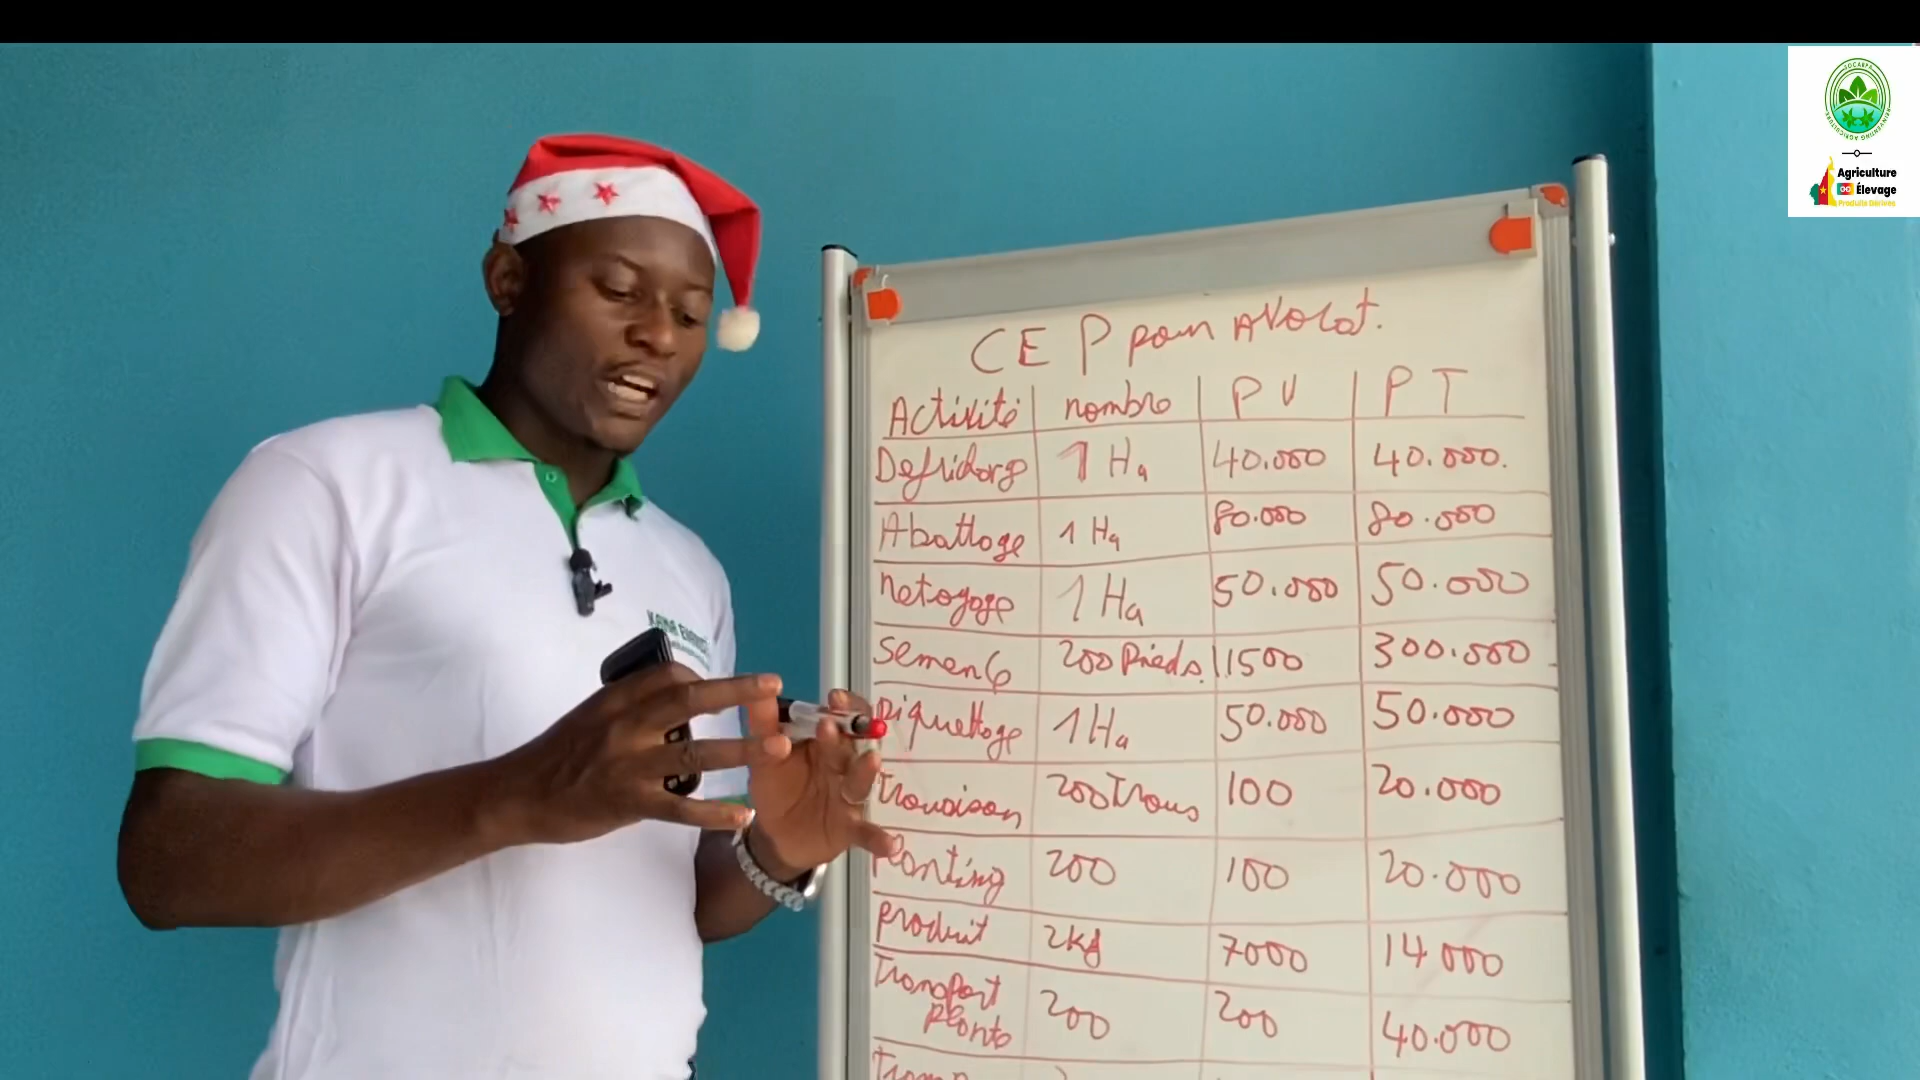 REINVENTING AGRICULTURE
Agriculture
Élevage
Produits Dérivés
CEP pour Avocat.
Activité nombre PU PT
Defrichage 1 Ha 40.000 40.000.
Abattage 1 Ha 80.000 80.000
netoyage 1 Ha 50.000 50.000
Semence 200 Pieds. 1500 300.000
piquettage 1 Ha 50.000 50.000
Trouaison 200 Trous 100 20.000
planting 200 100 20.000
produit 2kg 7000 14000
Transport plants 200 200 40.000